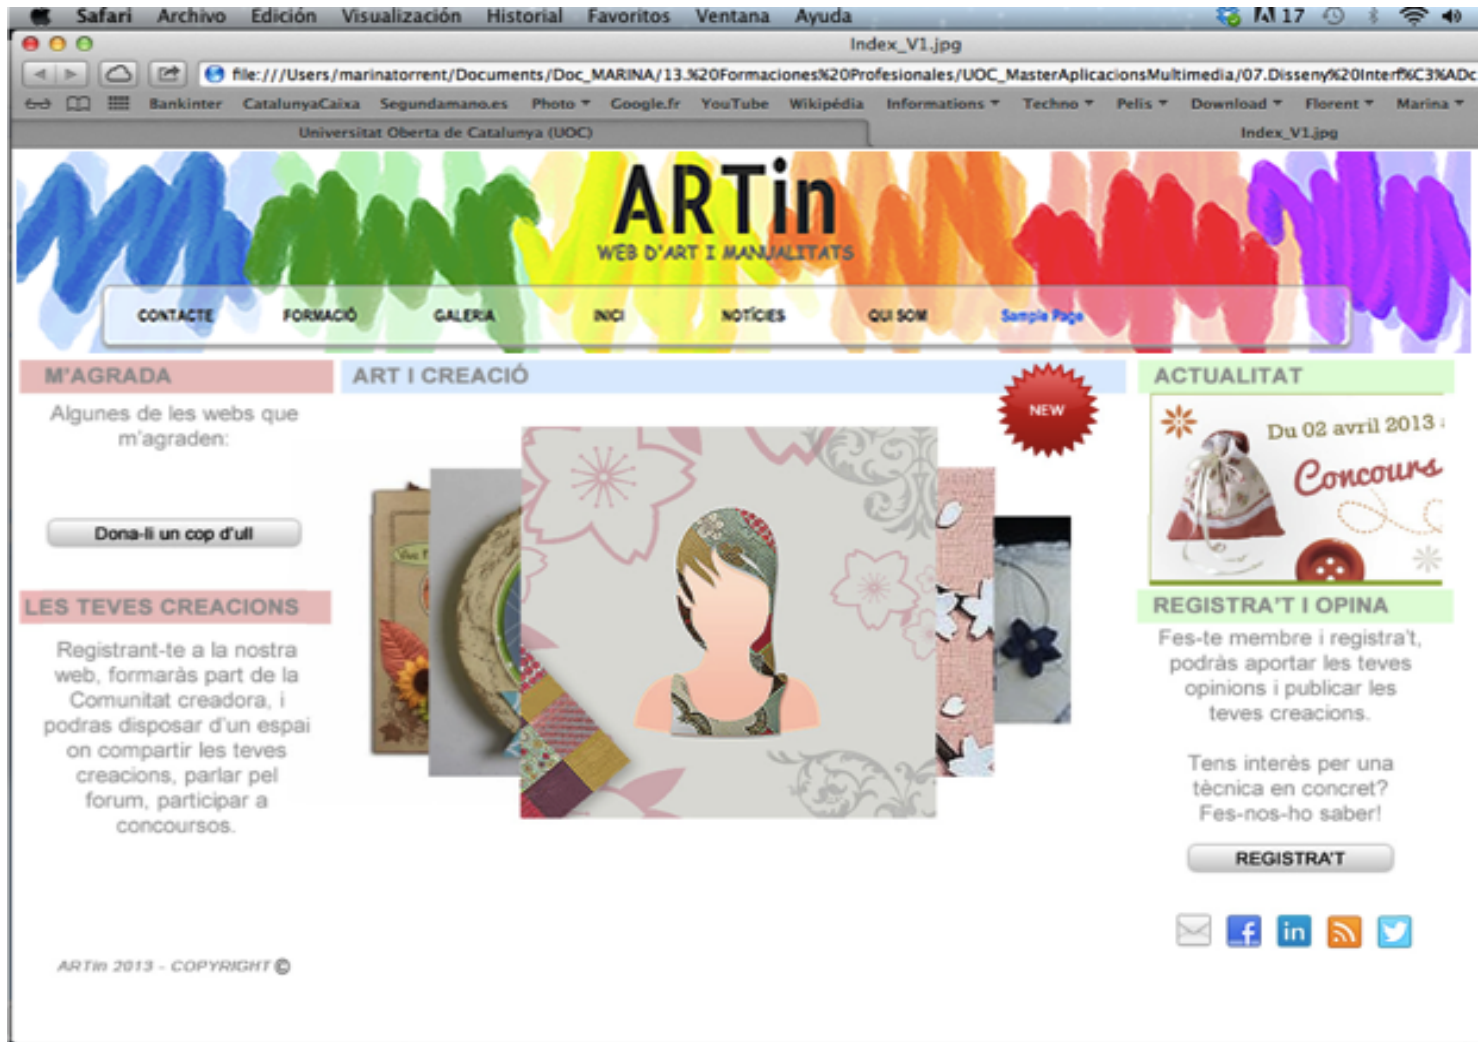 Safari Archivo Edición Visualización Historial Favoritos Ventana Ayuda 17
Index_V1.jpg
file:///Users/marinatorrent/Documents/Doc_MARINA/13.%20Formaciones%20Profesionales/UOC_MasterAplicacionsMultimedia/07.Disseny%20Interf%C3%ADc
Bankinter CatalunyaCaixa Segundamano.es Photo Google.fr YouTube Wikipédia Informations Techno Pelis Download Florent Marina
Universitat Oberta de Catalunya (UOC) Index_V1.jpg
ARTin
WEB D'ART I MANUALITATS
CONTACTE FORMACIÓ GALERIA INICI NOTÍCIES QUI SOM Sample Page
M'AGRADA
Algunes de les webs que
m'agraden:
Dona-li un cop d'ull
LES TEVES CREACIONS
Registrant-te a la nostra
web, formaràs part de la
Comunitat creadora, i
podras disposar d'un espai
on compartir les teves
creacions, parlar pel
forum, participar a
concoursos.
ART I CREACIÓ
NEW
ACTUALITAT
Du 02 avril 2013
Concours
REGISTRA'T I OPINA
Fes-te membre i registra't,
podràs aportar les teves
opinions i publicar les
teves creacions.
Tens interès per una
tècnica en concret?
Fes-nos-ho saber!
REGISTRA'T
f in
ARTin 2013 - COPYRIGHT ©